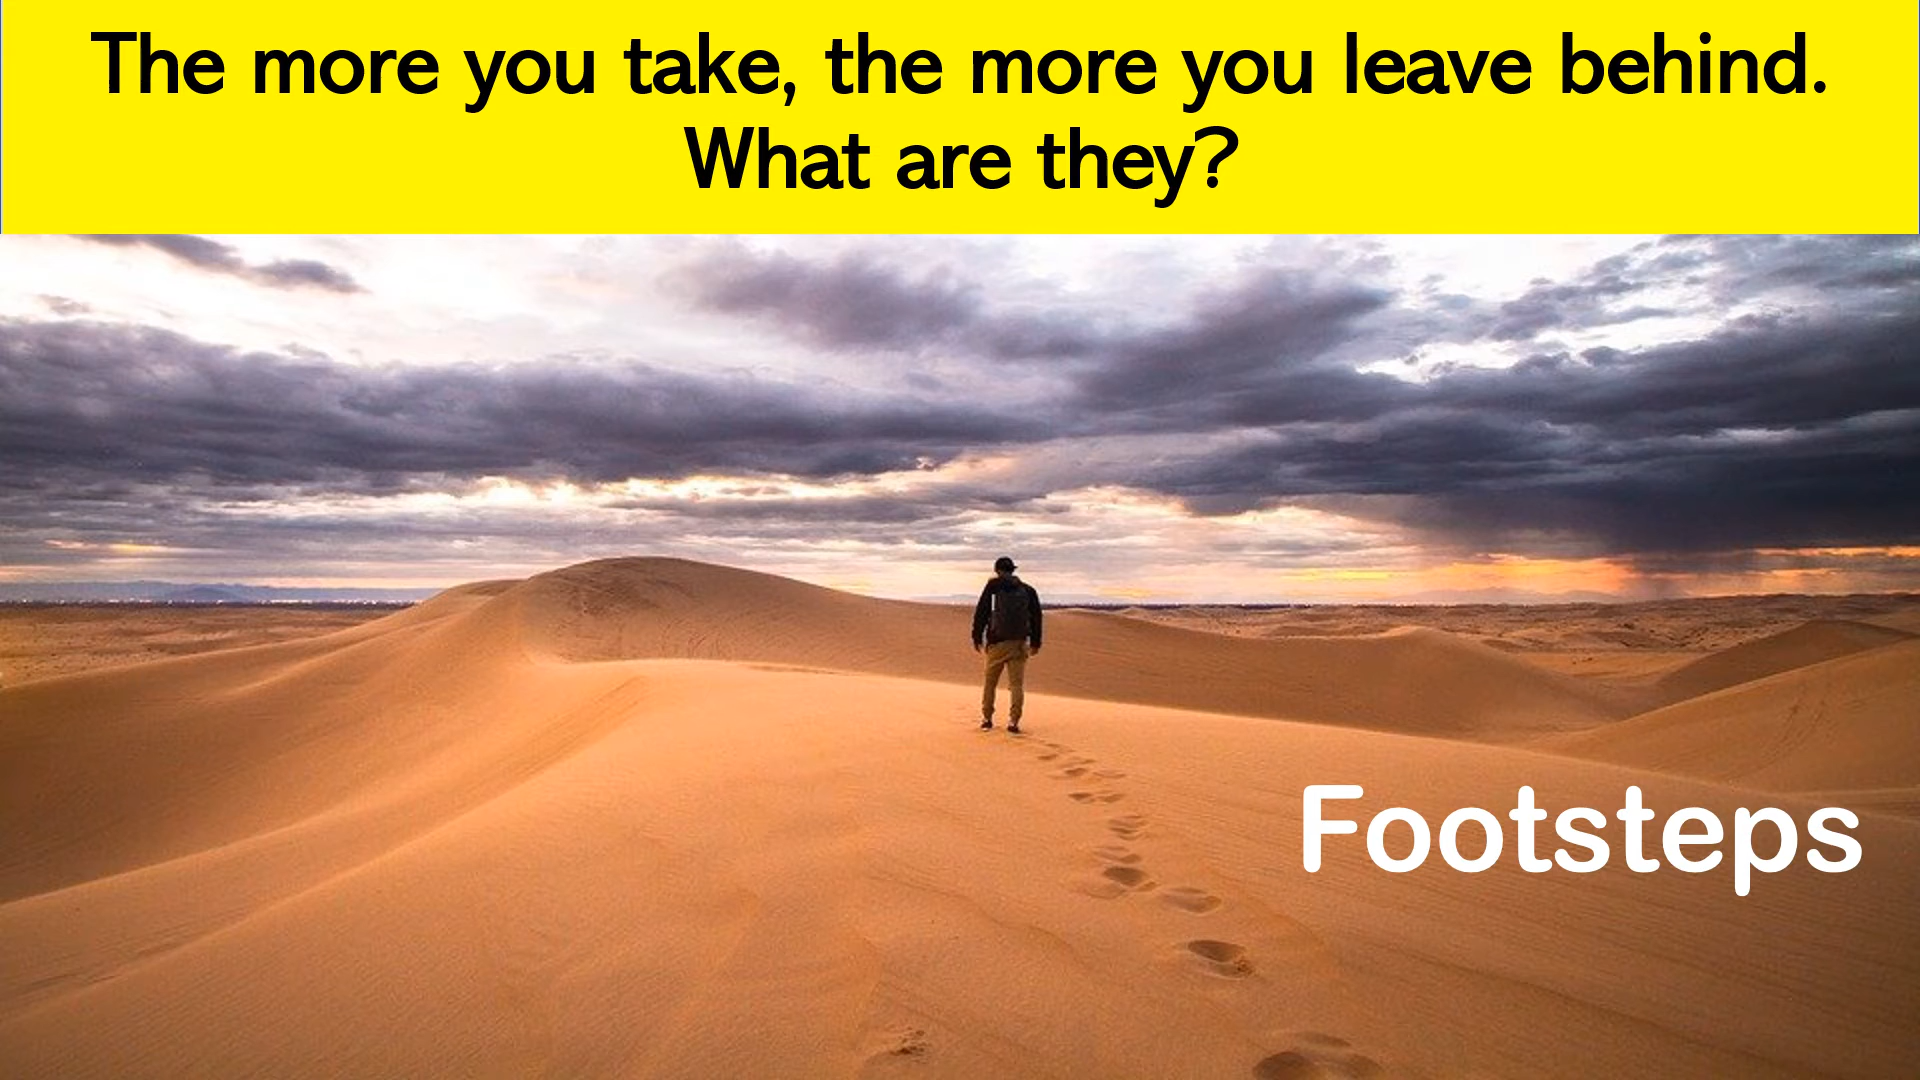 The more you take, the more you leave behind.
What are they?
Footsteps